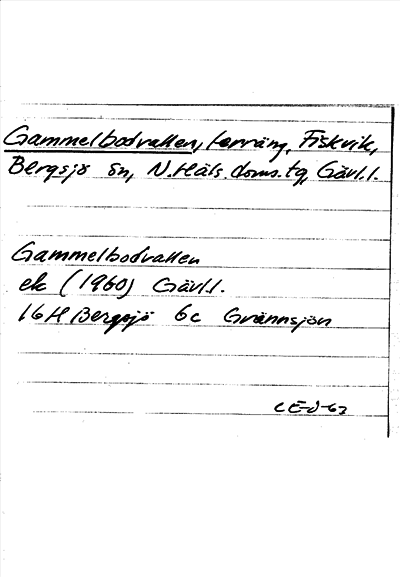 Gammelbodvallen, terräng, Fiskvik,
Bergsjö sn, N.Häls. doms.tg, Gävl.l.
Gammelbodvallen
ek (1960) Gävl.l.
16H Bergsjö 6c Grännsjön
CE-J-62